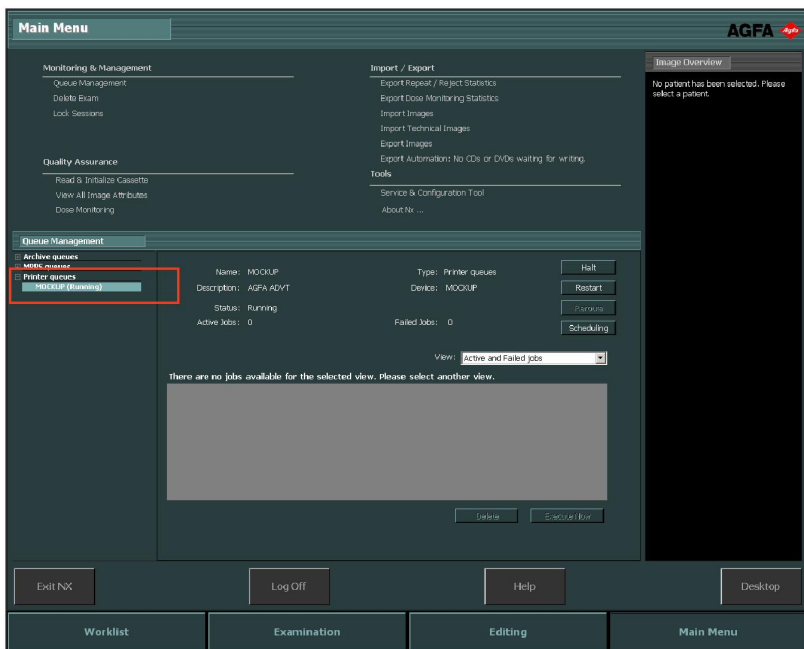 Main Menu
AGFA
Agfa
Monitoring & Management
Queue Management
Delete Exam
Lock Sessions
Quality Assurance
Read & Initialize Cassette
View All Image Attributes
Dose Monitoring
Import / Export
Export Repeat / Reject Statistics
Export Dose Monitoring Statistics
Import Images
Import Technical Images
Export Images
Export Automation: No CDs or DVDs waiting for writing.
Tools
Service & Configuration Tool
About Nx ...
Image Overview
No patient has been selected. Please
select a patient.
Queue Management
Archive queues
MPPS queues
Printer queues
MOCKUP (Running)
Name: MOCKUP
Type: Printer queues
Description: AGFA ADVT
Device: MOCKUP
Status: Running
Active Jobs: 0
Failed Jobs: 0
Halt
Restart
Reroute
Scheduling
View: Active and Failed jobs
There are no jobs available for the selected view. Please select another view.
Delete
Execute Now
Exit NX
Log Off
Help
Desktop
Worklist
Examination
Editing
Main Menu